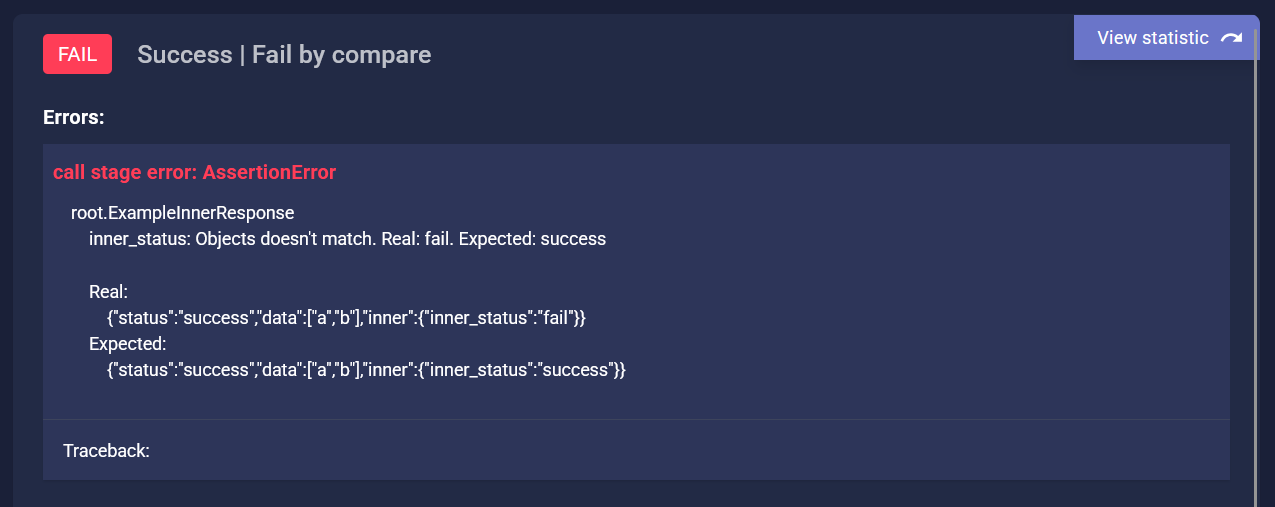 FAIL Success | Fail by compare View statistic
Errors:
call stage error: AssertionError
root.ExampleInnerResponse
inner_status: Objects doesn't match. Real: fail. Expected: success
Real:
{"status":"success","data":["a","b"],"inner":{"inner_status":"fail"}}
Expected:
{"status":"success","data":["a","b"],"inner":{"inner_status":"success"}}
Traceback: